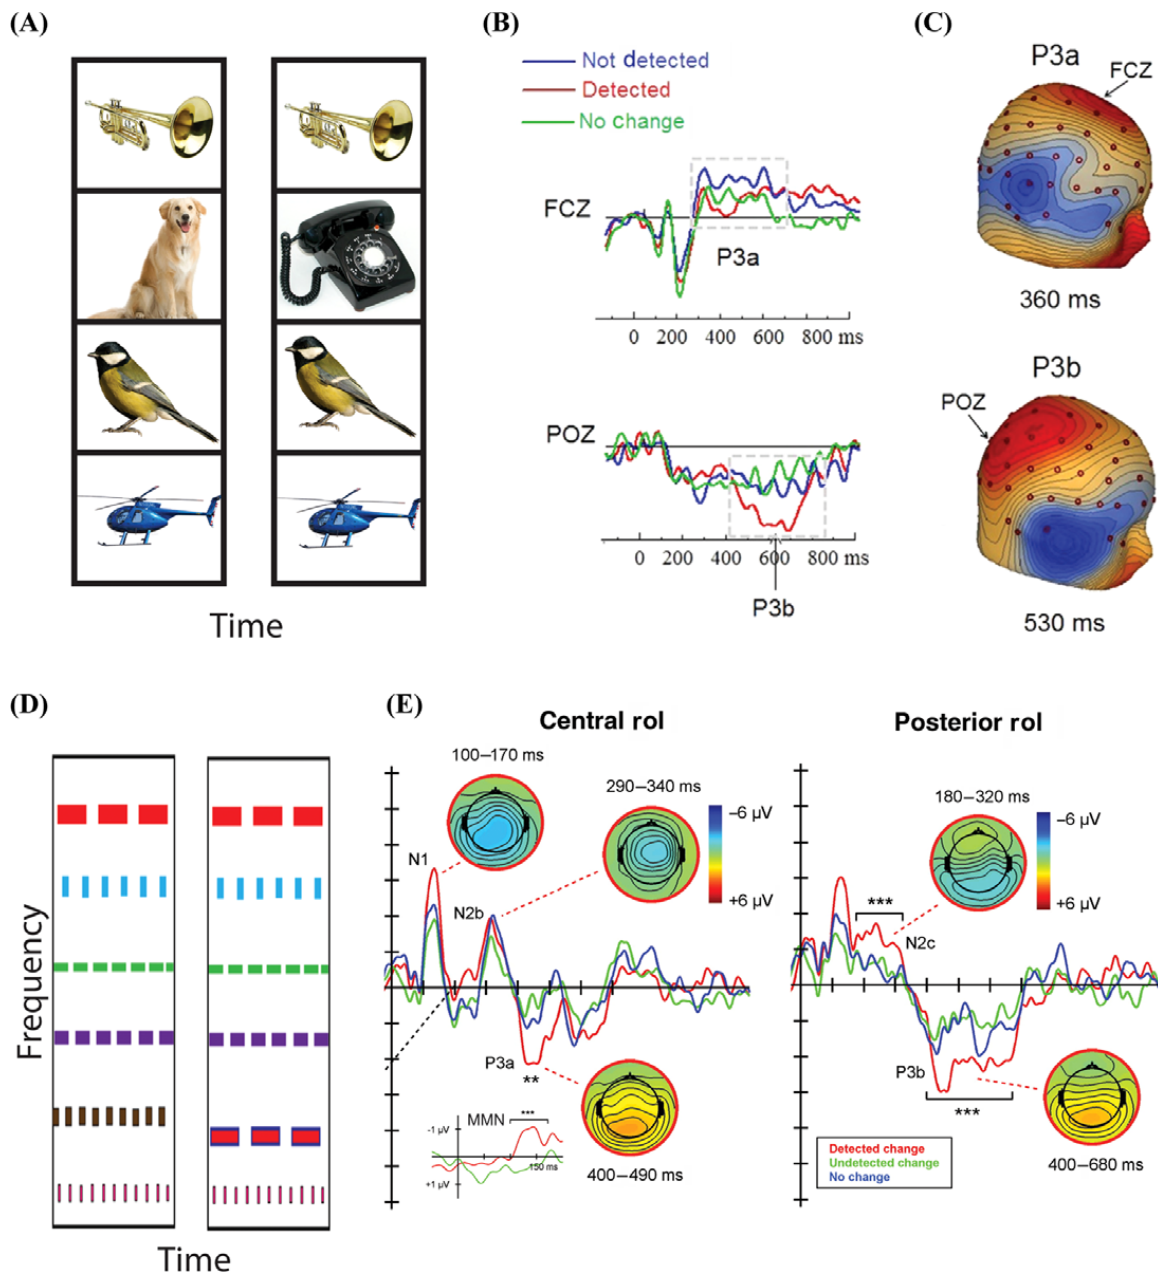 (A)
Time
(B)
Not detected
Detected
No change
FCZ
P3a
0 200 400 600 800 ms
POZ
0 200 400 600 800 ms
P3b
(C)
P3a
FCZ
360 ms
P3b
POZ
530 ms
(D)
Frequency
Time
(E)
Central roI
100–170 ms
290–340 ms
–6 µV
+6 µV
N1
N2b
P3a
**
MMN
***
-1 µV
+1 µV
150 ms
400–490 ms
Posterior roI
180–320 ms
–6 µV
+6 µV
***
N2c
P3b
***
400–680 ms
Detected change
Undetected change
No change